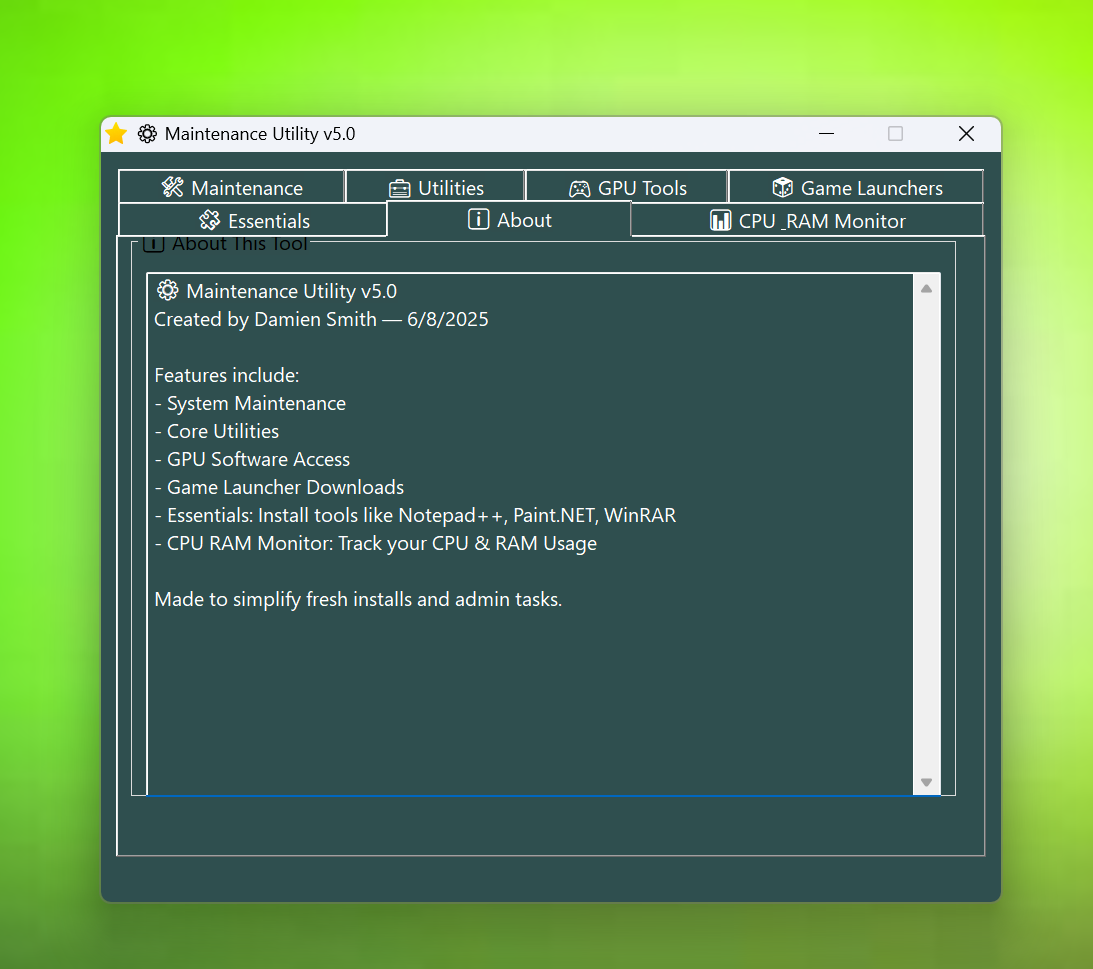 Maintenance Utility v5.0
Maintenance
Utilities
GPU Tools
Game Launchers
Essentials
About
CPU _RAM Monitor
About This Tool
Maintenance Utility v5.0
Created by Damien Smith — 6/8/2025
Features include:
- System Maintenance
- Core Utilities
- GPU Software Access
- Game Launcher Downloads
- Essentials: Install tools like Notepad++, Paint.NET, WinRAR
- CPU RAM Monitor: Track your CPU & RAM Usage
Made to simplify fresh installs and admin tasks.